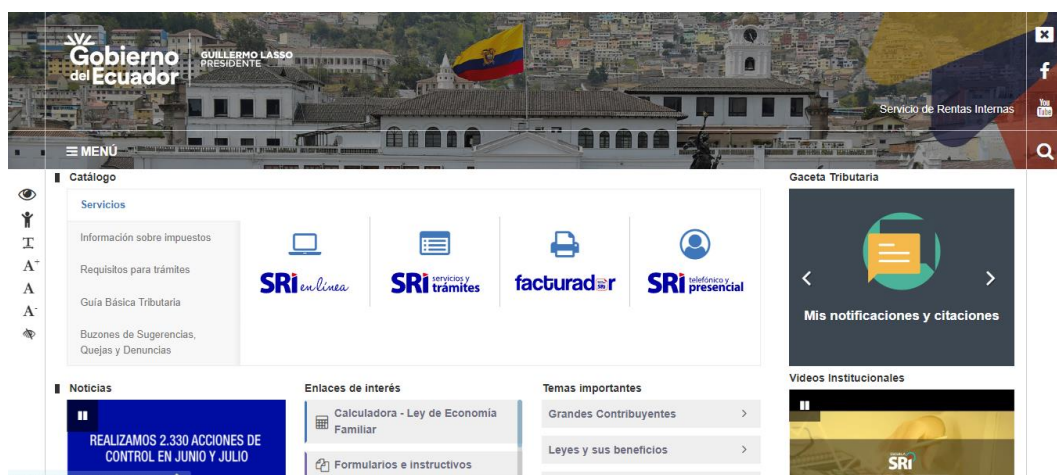 Gobierno
del Ecuador
GUILLERMO LASSO
PRESIDENTE
Servicio de Rentas Internas
You
Tube
MENÚ
Catálogo
Servicios
Información sobre impuestos
Requisitos para trámites
Guía Básica Tributaria
Buzones de Sugerencias,
Quejas y Denuncias
SRi en línea
SRi servicios y
trámites
facturador
SRi telefónico y
presencial
Gaceta Tributaria
Mis notificaciones y citaciones
Videos Institucionales
SRi
A+
A
A-
Noticias
REALIZAMOS 2.330 ACCIONES DE
CONTROL EN JUNIO Y JULIO
Enlaces de interés
Calculadora - Ley de Economía
Familiar
Formularios e instructivos
Temas importantes
Grandes Contribuyentes
Leyes y sus beneficios